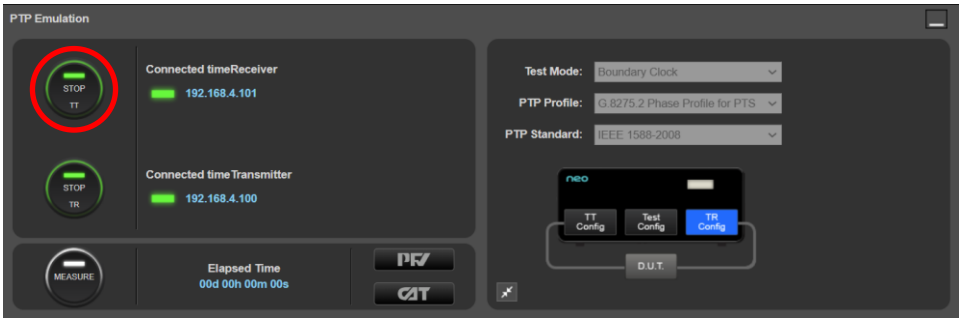 PTP Emulation
STOP
TT
Connected timeReceiver
192.168.4.101
STOP
TR
Connected timeTransmitter
192.168.4.100
MEASURE
Elapsed Time
00d 00h 00m 00s
PFV
CAT
Test Mode:
Boundary Clock
PTP Profile:
G.8275.2 Phase Profile for PTS
PTP Standard:
IEEE 1588-2008
neo
TT
Config
Test
Config
TR
Config
D.U.T.